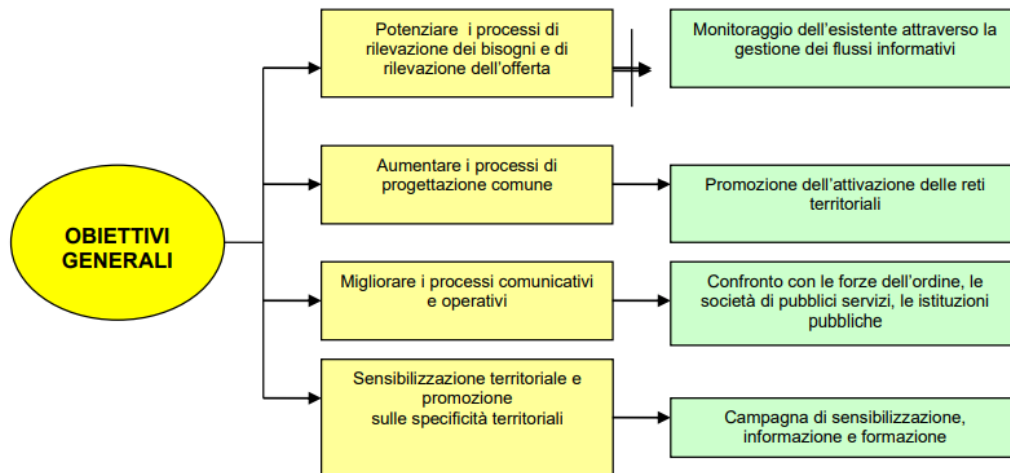 Potenziare i processi di
rilevazione dei bisogni e di
rilevazione dell'offerta
Monitoraggio dell'esistente attraverso la
gestione dei flussi informativi
Aumentare i processi di
progettazione comune
Promozione dell'attivazione delle reti
territoriali
OBIETTIVI
GENERALI
Migliorare i processi comunicativi
e operativi
Confronto con le forze dell'ordine, le
società di pubblici servizi, le istituzioni
pubbliche
Sensibilizzazione territoriale e
promozione
sulle specificità territoriali
Campagna di sensibilizzazione,
informazione e formazione